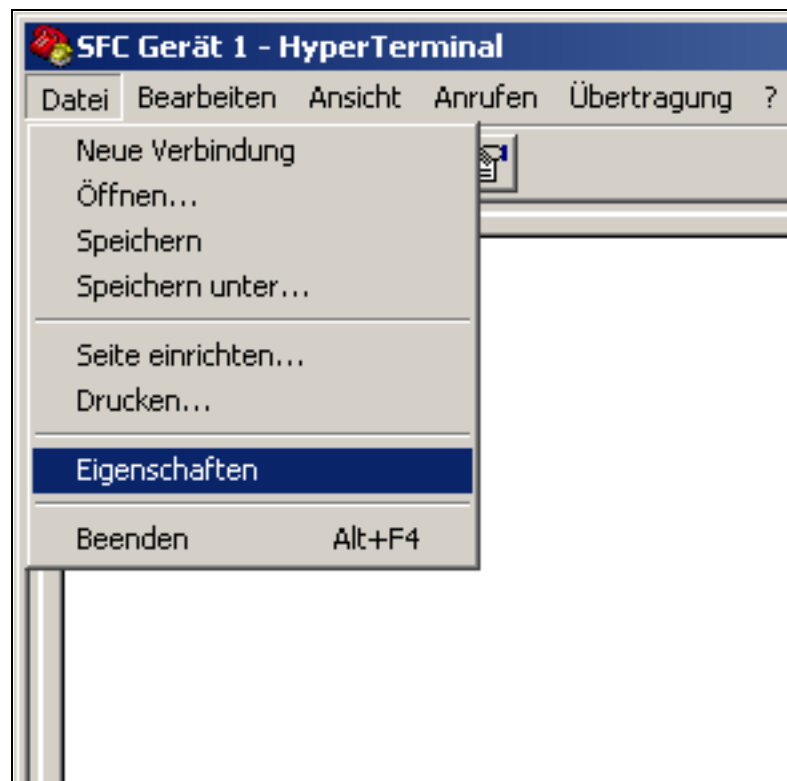 SFC Gerät 1 - HyperTerminal
Datei Bearbeiten Ansicht Anrufen Übertragung ?
Neue Verbindung
Öffnen...
Speichern
Speichern unter...
Seite einrichten...
Drucken...
Eigenschaften
Beenden Alt+F4